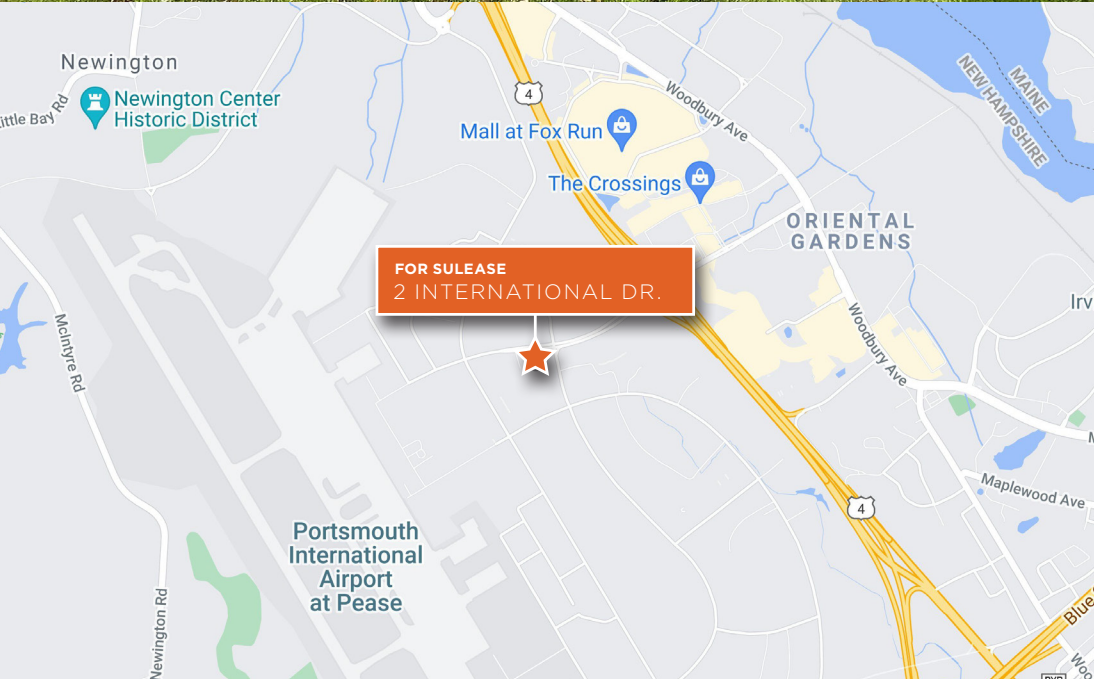 Newington
Newington Center
Historic District
ittle Bay Rd
4
Woodbury Ave
Mall at Fox Run
The Crossings
MAINE
NEW HAMPSHIRE
ORIENTAL
GARDENS
FOR SULEASE
2 INTERNATIONAL DR.
Irv
McIntyre Rd
Woodbury Ave
Maplewood Ave
4
Portsmouth
International
Airport
at Pease
Newington Rd
Blue
Woo